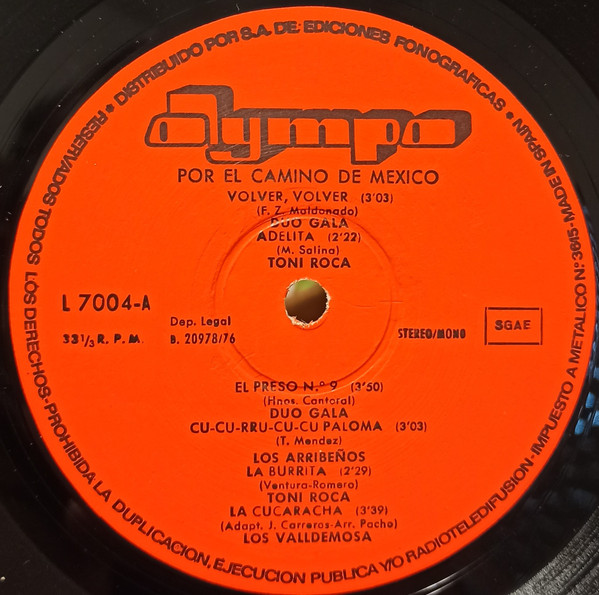 RESERVADOS TODOS LOS DERECHOS-PROHIBIDA LA DUPLICACION, EJECUCION PUBLICA Y/O RADIOTELEDIFUSION-IMPUESTO A METALICO N.º 3615-MADE IN SPAIN
* DISTRIBUIDO POR S.A. DE EDICIONES FONOGRAFICAS *
Olympo
POR EL CAMINO DE MEXICO
VOLVER, VOLVER (3'03)
(F. Z. Maldonado)
DUO GALA
ADELITA (2'22)
(M. Salina)
TONI ROCA
L 7004-A
33 1/3 R. P. M.
Dep. Legal
B. 20978/76
STEREO/MONO
SGAE
EL PRESO N.º 9 (3'50)
(Hnos. Cantoral)
DUO GALA
CU-CU-RRU-CU-CU PALOMA (3'03)
(T. Mendez)
LOS ARRIBEÑOS
LA BURRITA (2'29)
(Ventura-Romero)
TONI ROCA
LA CUCARACHA (3'39)
(Adapt. J. Carreros-Arr. Pacho)
LOS VALLDEMOSA